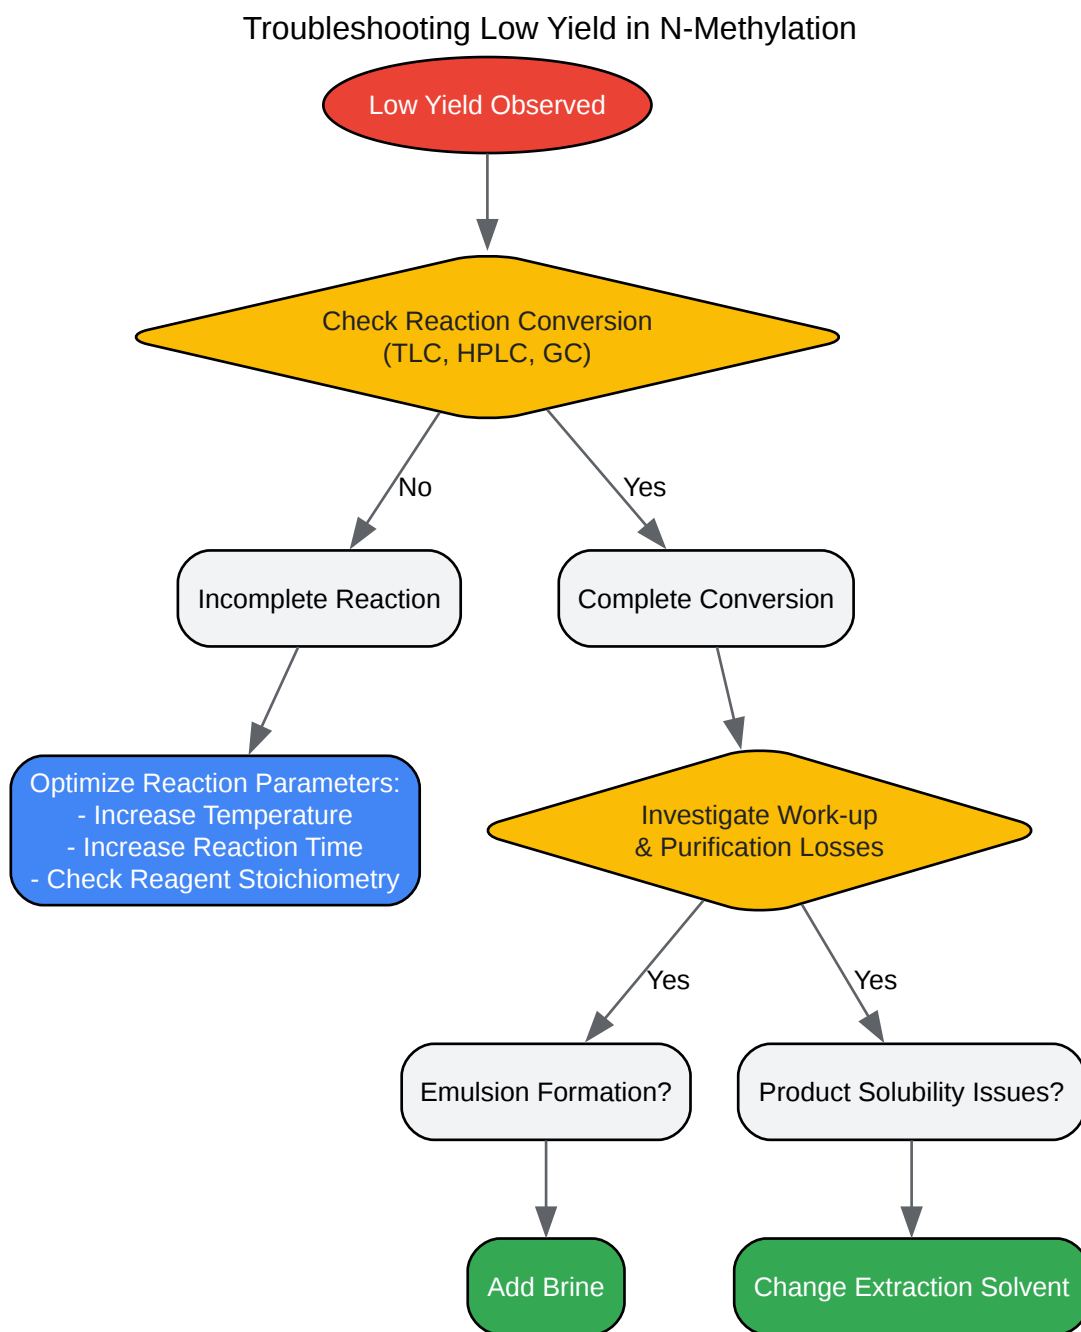 Troubleshooting Low Yield in N-Methylation
Low Yield Observed
Check Reaction Conversion
(TLC, HPLC, GC)
No
Yes
Incomplete Reaction
Complete Conversion
Optimize Reaction Parameters:
- Increase Temperature
- Increase Reaction Time
- Check Reagent Stoichiometry
Investigate Work-up
& Purification Losses
Yes
Yes
Emulsion Formation?
Product Solubility Issues?
Add Brine
Change Extraction Solvent